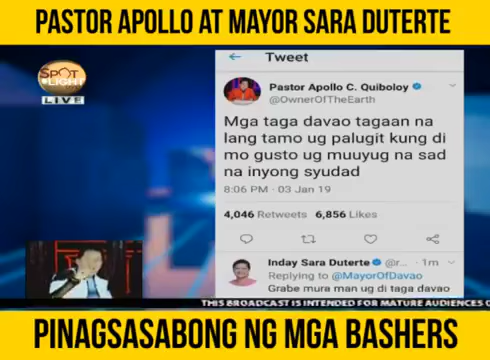 PASTOR APOLLO AT MAYOR SARA DUTERTE
SPOTLIGHT
LIVE
Tweet
Pastor Apollo C. Quiboloy
@OwnerOfTheEarth
Mga taga davao tagaan na
lang tamo ug palugit kung di
mo gusto ug muuyug na sad
na inyong syudad
8:06 PM · 03 Jan 19
4,046 Retweets 6,856 Likes
Inday Sara Duterte @r... · 1m
Replying to @MayorOfDavao
Grabe mura man ug di taga davao
THIS BROADCAST IS INTENDED FOR MATURE AUDIENCES
PINAGSASABONG NG MGA BASHERS